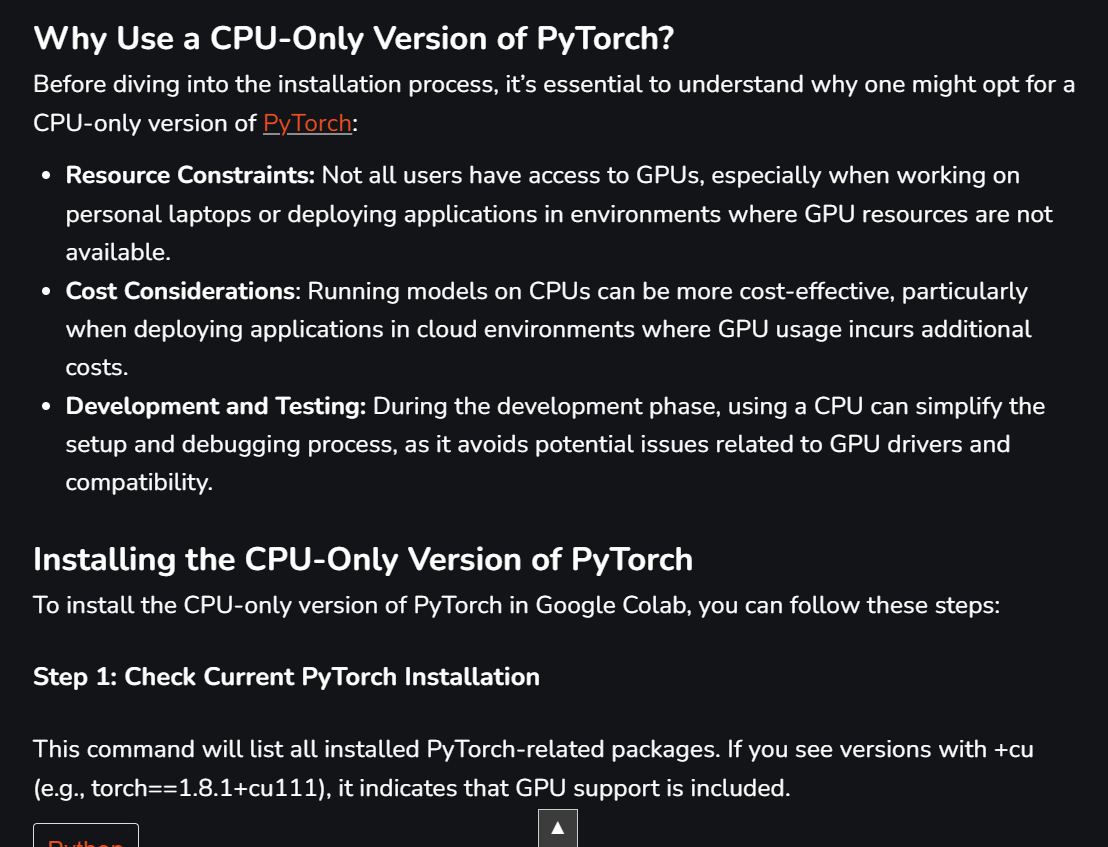 Why Use a CPU-Only Version of PyTorch?
Before diving into the installation process, it’s essential to understand why one might opt for a
CPU-only version of PyTorch:
• Resource Constraints: Not all users have access to GPUs, especially when working on
personal laptops or deploying applications in environments where GPU resources are not
available.
• Cost Considerations: Running models on CPUs can be more cost-effective, particularly
when deploying applications in cloud environments where GPU usage incurs additional
costs.
• Development and Testing: During the development phase, using a CPU can simplify the
setup and debugging process, as it avoids potential issues related to GPU drivers and
compatibility.
Installing the CPU-Only Version of PyTorch
To install the CPU-only version of PyTorch in Google Colab, you can follow these steps:
Step 1: Check Current PyTorch Installation
This command will list all installed PyTorch-related packages. If you see versions with +cu
(e.g., torch==1.8.1+cu111), it indicates that GPU support is included.
Python